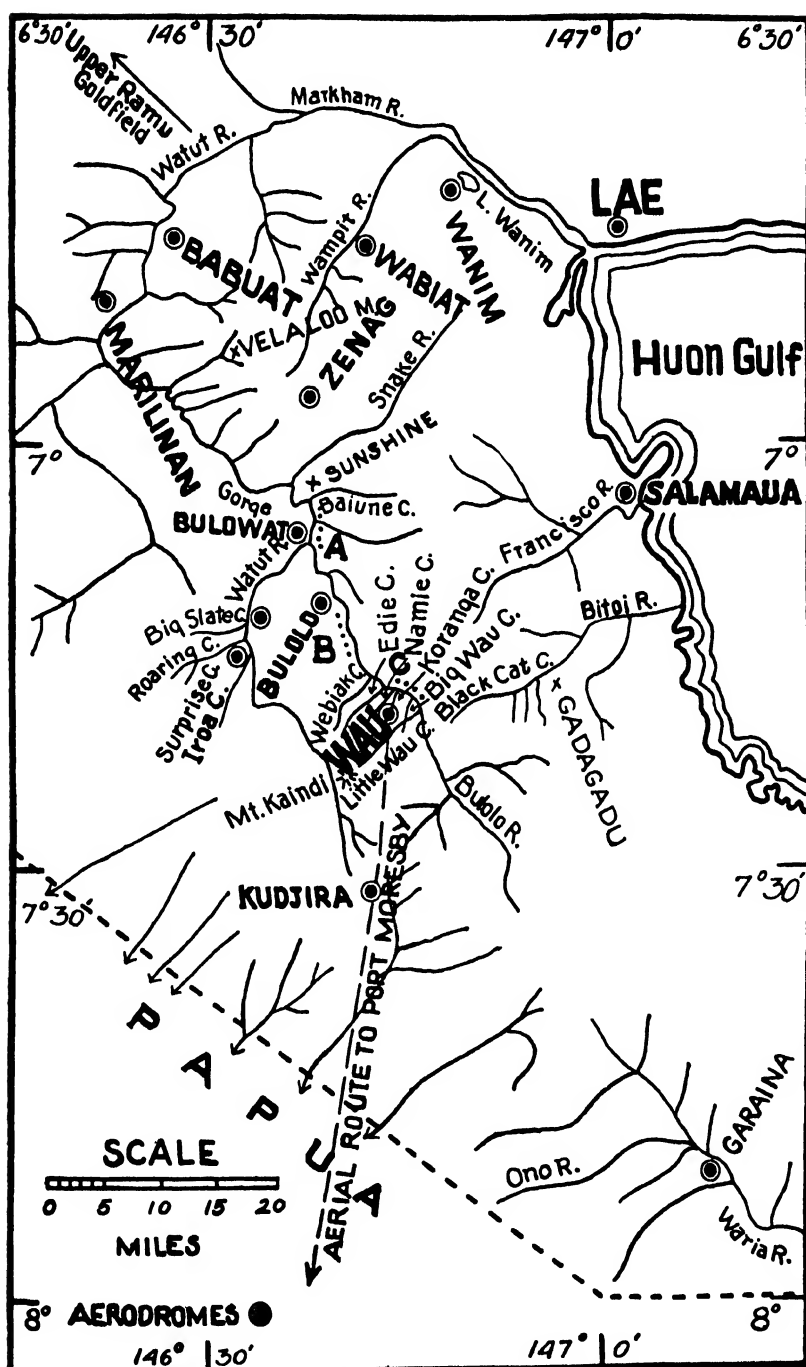 6°30' 146° 30' 147° 0' 6°30'
Upper Ramu
Goldfield
Markham R.
Watut R.
LAE
L. Wanim
WANIM
Wampit R.
WABIAT
BABUAT
VELALOO M.
ZENAG
Huon Gulf
MARILINAN
Snake R.
7° 7°
SUNSHINE
Gorge
Baiune C.
SALAMAUA
Francisco R.
BULOWAT
A
Watut R.
Edie C.
Namie C.
Koranga C.
Bitoi R.
Big Slate C.
BULOLO
B
C
Big Wau C.
Roaring C.
Black Cat C.
Surprise C.
Iroa C.
Webiak C.
WAU
Little Wau C.
GADAGADU
Mt. Kaindi
Bulolo R.
7°30' 7°30'
KUDJIRA
AERIAL ROUTE TO PORT MORESBY
PAPUA
GARAINA
SCALE
0 5 10 15 20
MILES
Ono R.
Waria R.
8° AERODROMES 8°
146° 30' 147° 0'